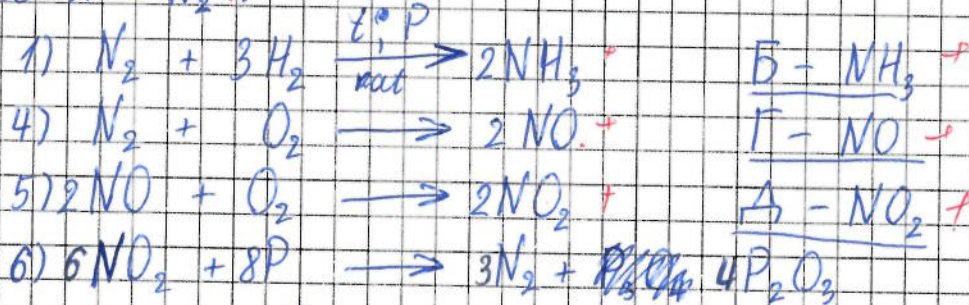 1) N₂ + 3H₂ →(t°, P / kat) 2NH₃ + Б – NH₃ +
4) N₂ + O₂ → 2NO. + Г – NO +
5) 2NO + O₂ → 2NO₂ + Д – NO₂ +
6) 6NO₂ + 8P → 3N₂ + 4P₂O₃